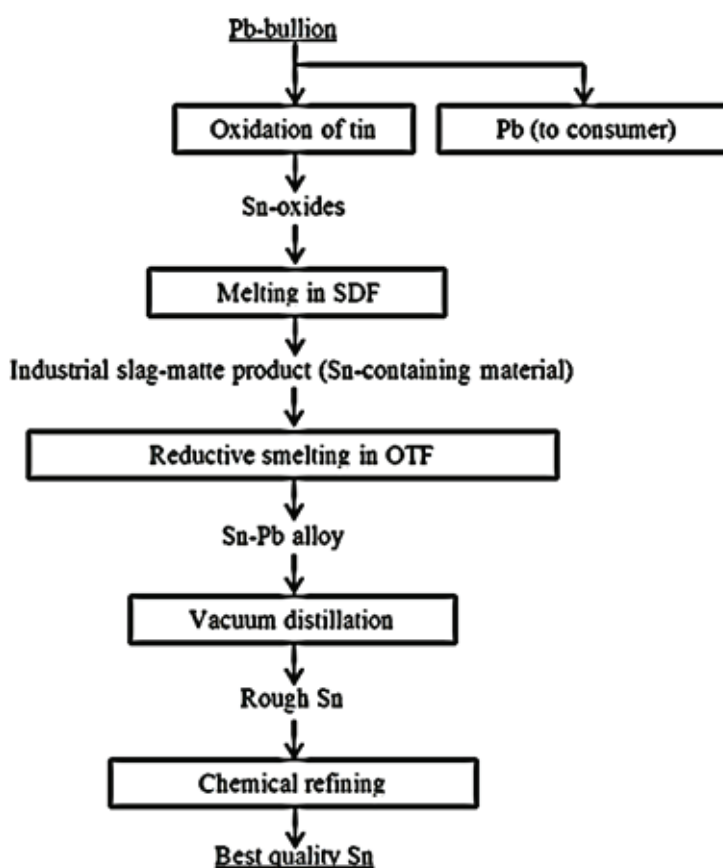 Pb-bullion
Oxidation of tin
Pb (to consumer)
Sn-oxides
Melting in SDF
Industrial slag-matte product (Sn-containing material)
Reductive smelting in OTF
Sn-Pb alloy
Vacuum distillation
Rough Sn
Chemical refining
Best quality Sn